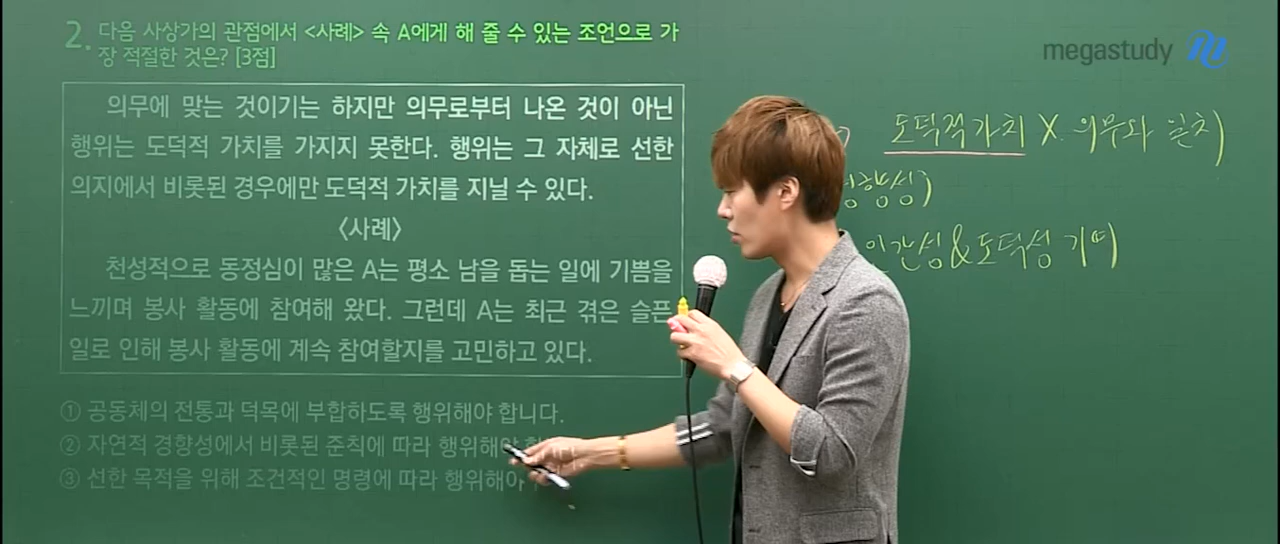 2. 다음 사상가의 관점에서 <사례> 속 A에게 해 줄 수 있는 조언으로 가
장 적절한 것은? [3점]
의무에 맞는 것이기는 하지만 의무로부터 나온 것이 아닌
행위는 도덕적 가치를 가지지 못한다. 행위는 그 자체로 선한
의지에서 비롯된 경우에만 도덕적 가치를 지닐 수 있다.
〈사례〉
천성적으로 동정심이 많은 A는 평소 남을 돕는 일에 기쁨을
느끼며 봉사 활동에 참여해 왔다. 그런데 A는 최근 겪은 슬픈
일로 인해 봉사 활동에 계속 참여할지를 고민하고 있다.
① 공동체의 전통과 덕목에 부합하도록 행위해야 합니다.
② 자연적 경향성에서 비롯된 준칙에 따라 행위해야
③ 선한 목적을 위해 조건적인 명령에 따라 행위해야
megastudy
도덕적가치 X. 의무와 일치)
향성)
인간성&도덕성 기